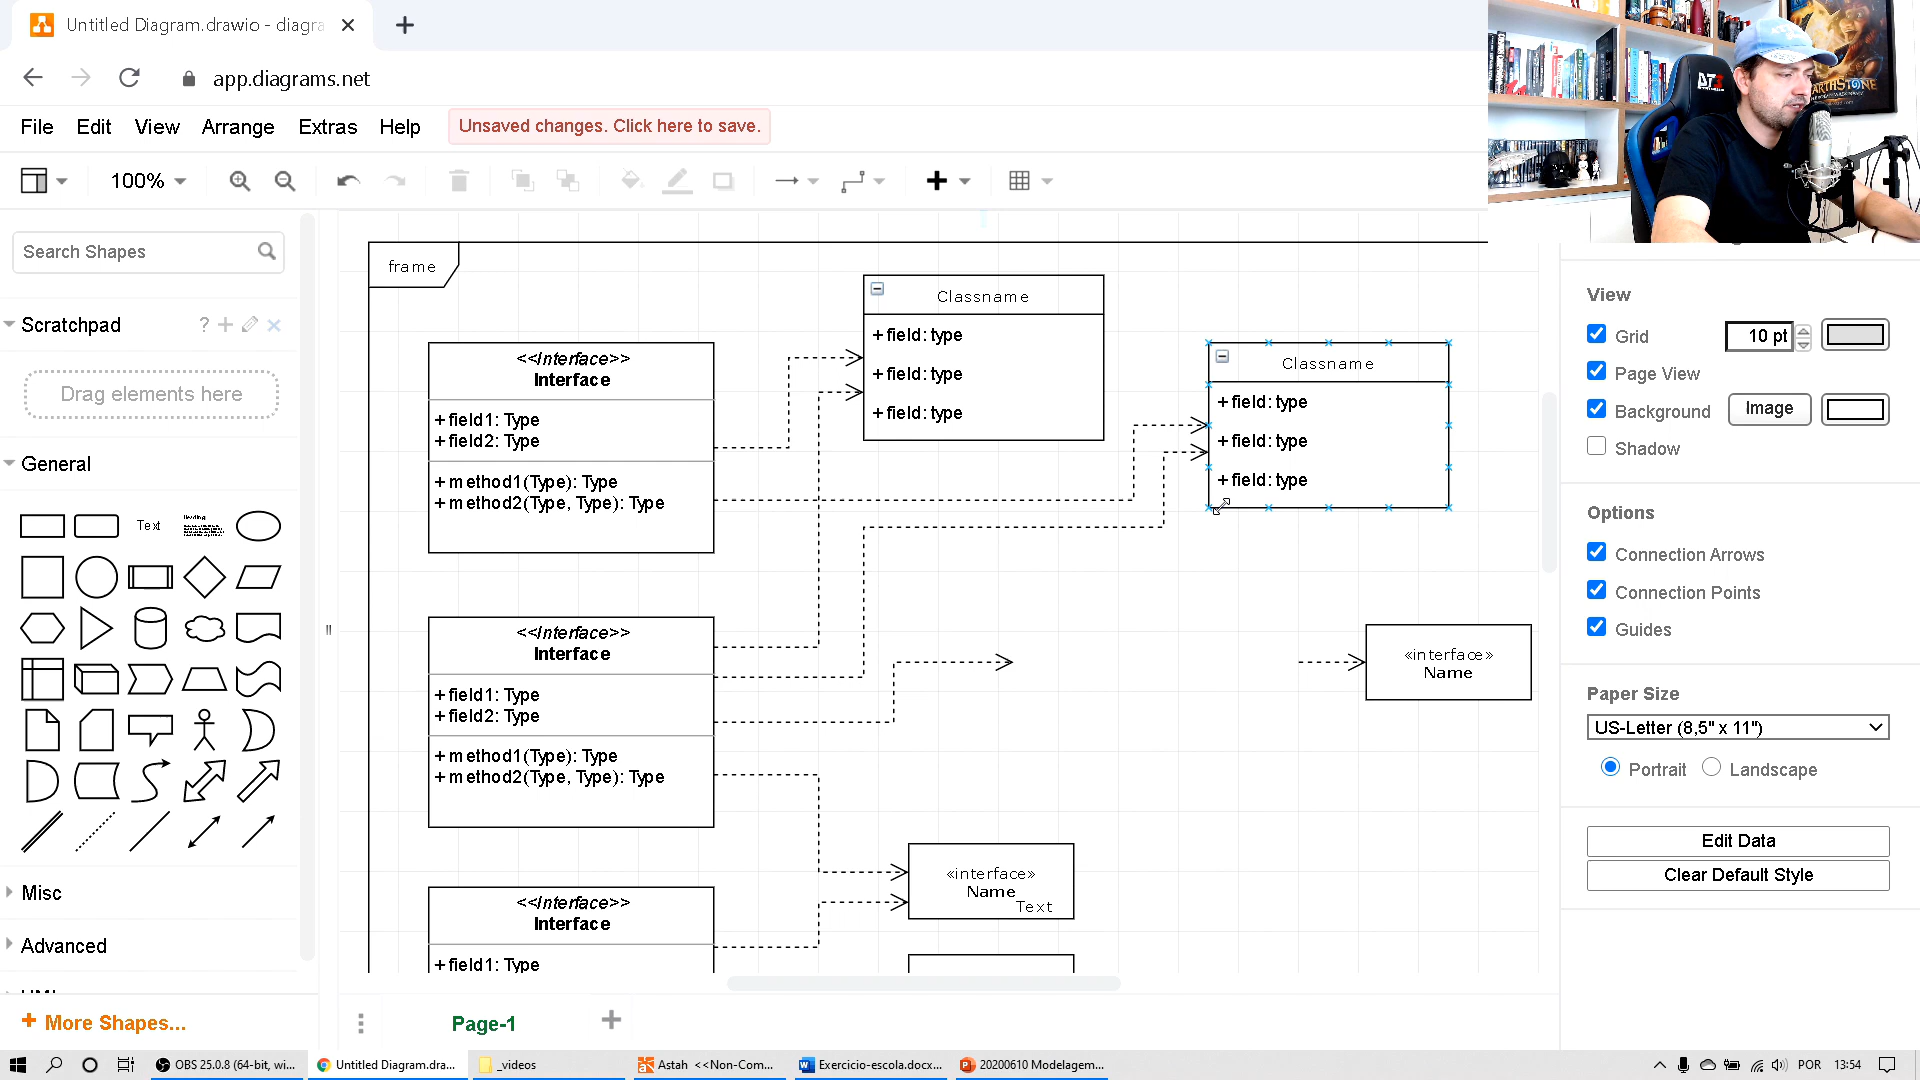 Untitled Diagram.drawio - diagra
app.diagrams.net
File Edit View Arrange Extras Help Unsaved changes. Click here to save.
100%
Search Shapes
Scratchpad
?
Drag elements here
General
Text
Heading
Misc
Advanced
+ More Shapes...
frame
<<Interface>>
Interface
+ field1: Type
+ field2: Type
+ method1(Type): Type
+ method2(Type, Type): Type
Classname
+ field: type
+ field: type
+ field: type
Classname
+ field: type
+ field: type
+ field: type
<<Interface>>
Interface
+ field1: Type
+ field2: Type
+ method1(Type): Type
+ method2(Type, Type): Type
«interface»
Name
«interface»
Name
Text
<<Interface>>
Interface
+ field1: Type
Page-1
View
Grid 10 pt
Page View
Background Image
Shadow
Options
Connection Arrows
Connection Points
Guides
Paper Size
US-Letter (8,5" x 11")
Portrait Landscape
Edit Data
Clear Default Style
OBS 25.0.8 (64-bit, wi...
Untitled Diagram.dra...
_videos
Astah <<Non-Com...
Exercicio-escola.docx...
20200610 Modelagem...
POR 13:54